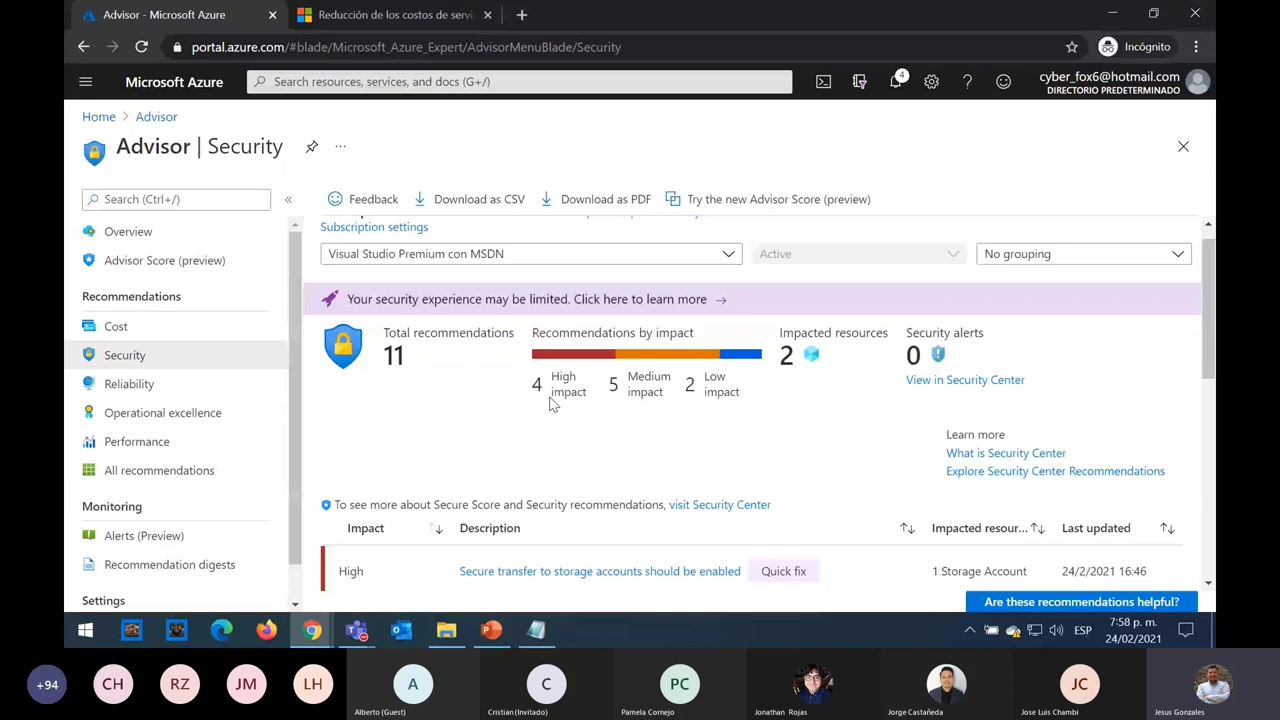 Advisor - Microsoft Azure
Reducción de los costos de servi
portal.azure.com/#blade/Microsoft_Azure_Expert/AdvisorMenuBlade/Security
Incógnito
Microsoft Azure
Search resources, services, and docs (G+/)
4
cyber_fox6@hotmail.com
DIRECTORIO PREDETERMINADO
Home > Advisor
Advisor | Security
Search (Ctrl+/)
Feedback
Download as CSV
Download as PDF
Try the new Advisor Score (preview)
Overview
Advisor Score (preview)
Recommendations
Cost
Security
Reliability
Operational excellence
Performance
All recommendations
Monitoring
Alerts (Preview)
Recommendation digests
Settings
Subscription settings
Visual Studio Premium con MSDN
Active
No grouping
Your security experience may be limited. Click here to learn more →
Total recommendations
11
Recommendations by impact
4 High impact
5 Medium impact
2 Low impact
Impacted resources
2
Security alerts
0
View in Security Center
Learn more
What is Security Center
Explore Security Center Recommendations
To see more about Secure Score and Security recommendations, visit Security Center
Impact
Description
Impacted resour...
Last updated
High
Secure transfer to storage accounts should be enabled
Quick fix
1 Storage Account
24/2/2021 16:46
Are these recommendations helpful?
ESP
7:58 p. m.
24/02/2021
+94
CH
RZ
JM
LH
A
Alberto (Guest)
C
Cristian (Invitado)
PC
Pamela Cornejo
Jonathan Rojas
Jorge Castañeda
JC
Jose Luis Chambi
Jesus Gonzales